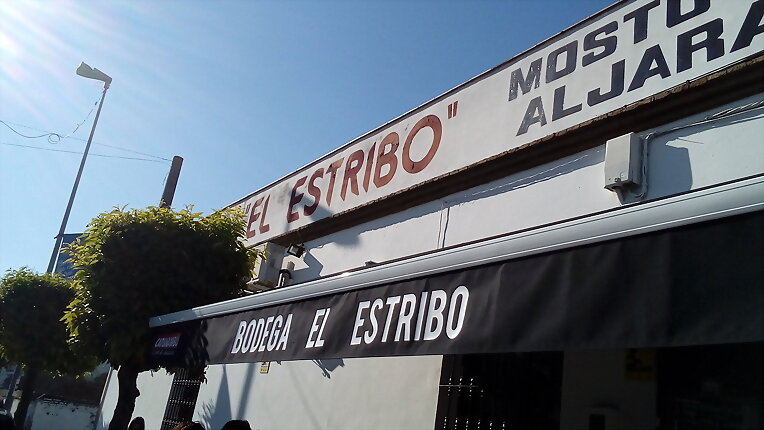 "EL ESTRIBO"
MOSTO
ALJARA
BODEGA EL ESTRIBO